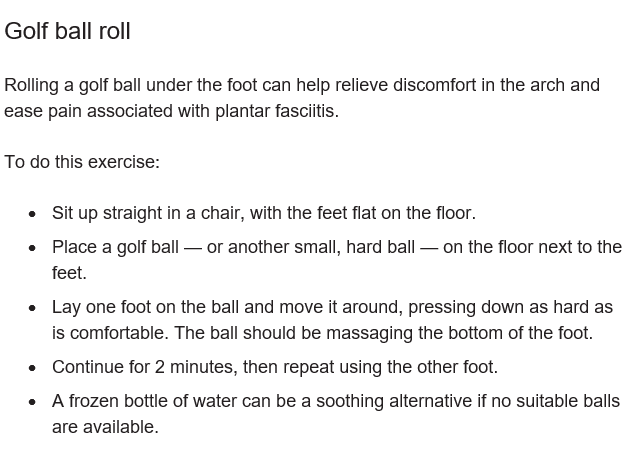 Golf ball roll
Rolling a golf ball under the foot can help relieve discomfort in the arch and
ease pain associated with plantar fasciitis.
To do this exercise:
• Sit up straight in a chair, with the feet flat on the floor.
• Place a golf ball — or another small, hard ball — on the floor next to the
feet.
• Lay one foot on the ball and move it around, pressing down as hard as
is comfortable. The ball should be massaging the bottom of the foot.
• Continue for 2 minutes, then repeat using the other foot.
• A frozen bottle of water can be a soothing alternative if no suitable balls
are available.